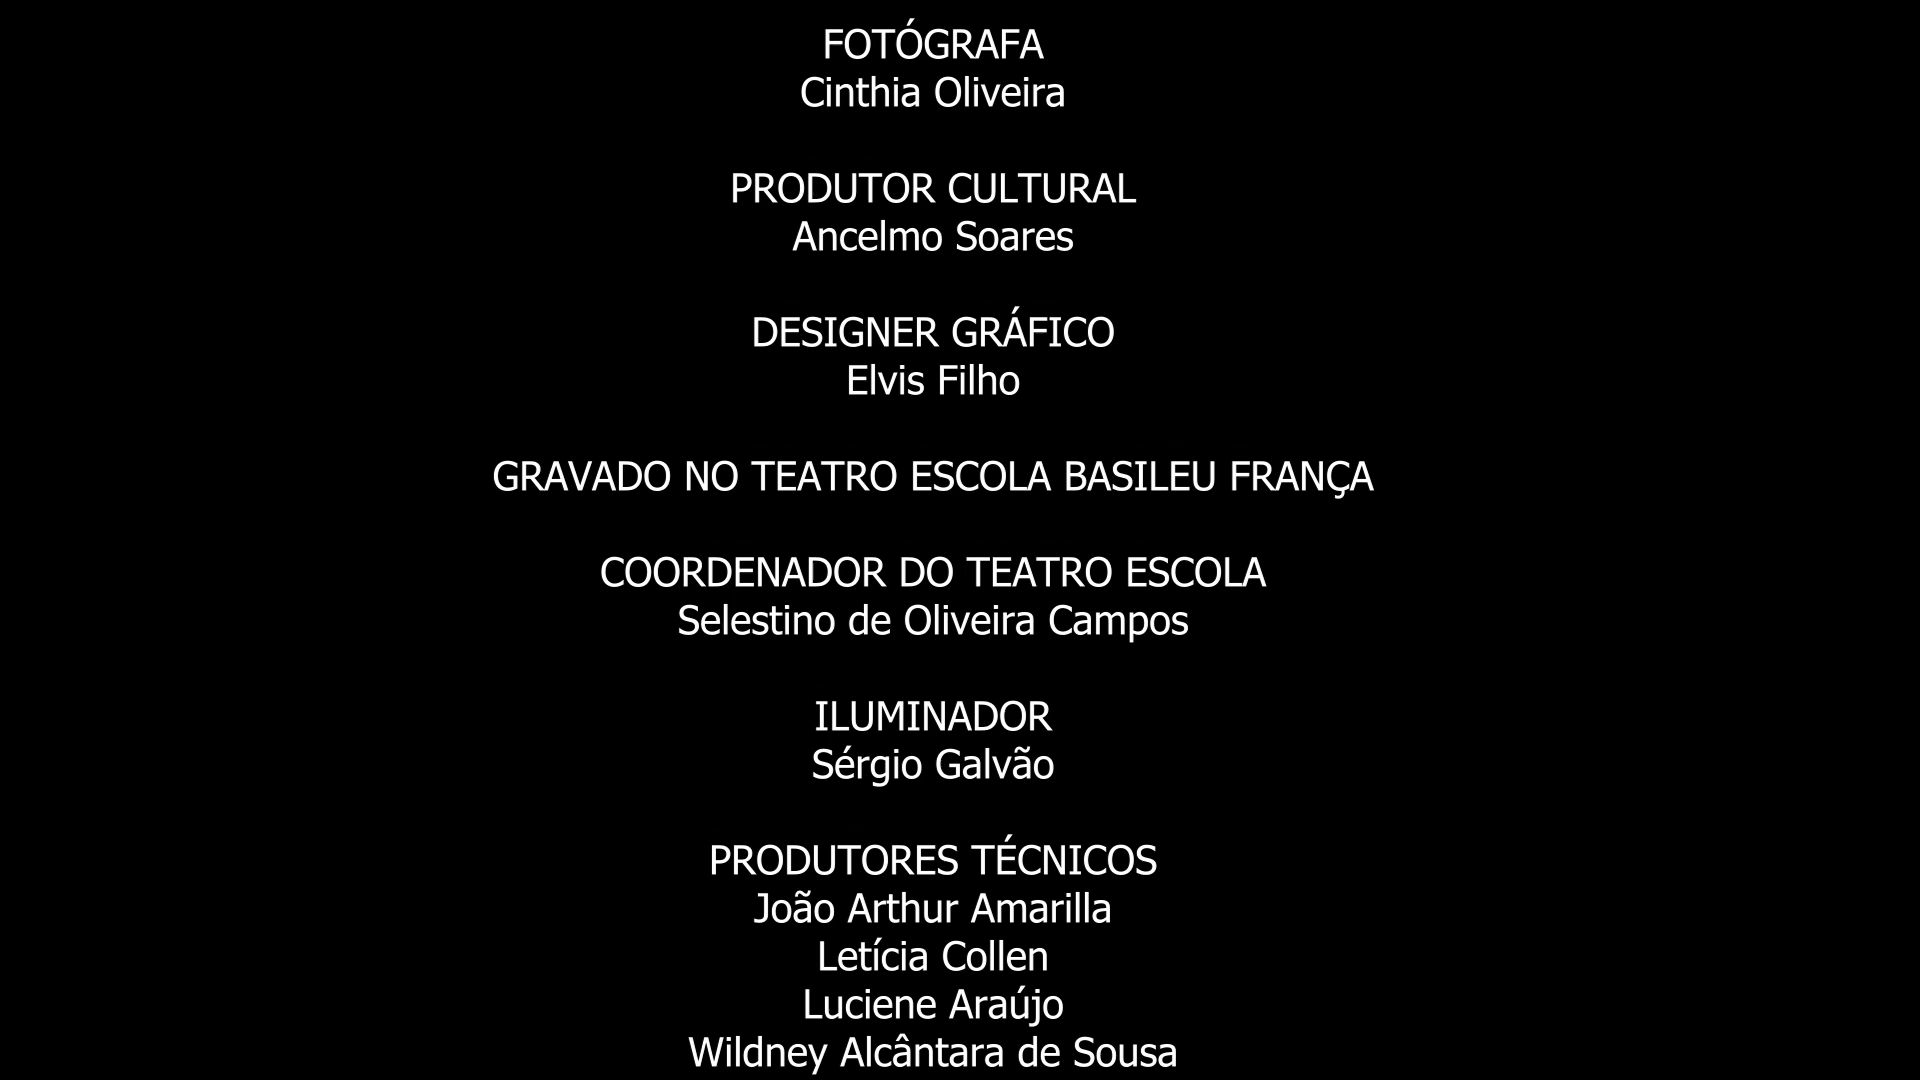 FOTÓGRAFA
Cinthia Oliveira
PRODUTOR CULTURAL
Ancelmo Soares
DESIGNER GRÁFICO
Elvis Filho
GRAVADO NO TEATRO ESCOLA BASILEU FRANÇA
COORDENADOR DO TEATRO ESCOLA
Selestino de Oliveira Campos
ILUMINADOR
Sérgio Galvão
PRODUTORES TÉCNICOS
João Arthur Amarilla
Letícia Collen
Luciene Araújo
Wildney Alcântara de Sousa